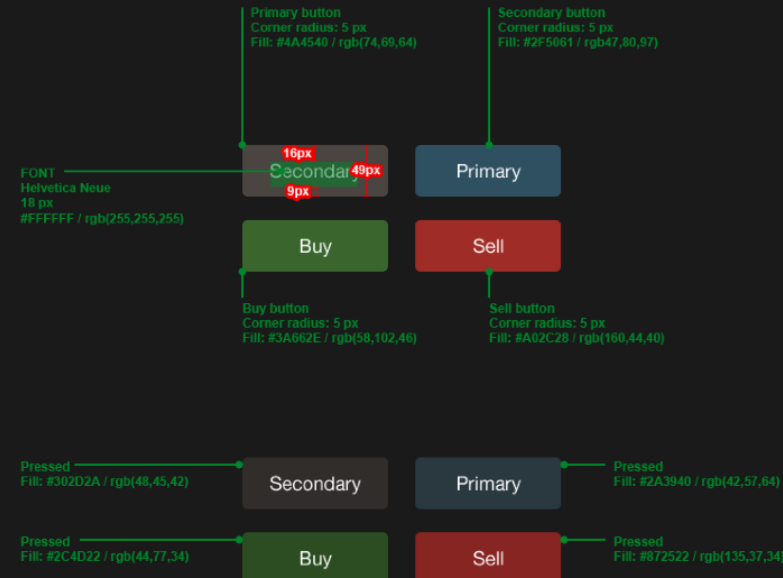 Primary button
Corner radius: 5 px
Fill: #4A4540 / rgb(74,69,64)
Secondary button
Corner radius: 5 px
Fill: #2F5061 / rgb47,80,97)
FONT
Helvetica Neue
18 px
#FFFFFF / rgb(255,255,255)
16px
Secondary
49px
9px
Primary
Buy
Sell
Buy button
Corner radius: 5 px
Fill: #3A662E / rgb(58,102,46)
Sell button
Corner radius: 5 px
Fill: #A02C28 / rgb(160,44,40)
Pressed
Fill: #302D2A / rgb(48,45,42)
Secondary
Primary
Pressed
Fill: #2A3940 / rgb(42,57,64)
Pressed
Fill: #2C4D22 / rgb(44,77,34)
Buy
Sell
Pressed
Fill: #872522 / rgb(135,37,34)